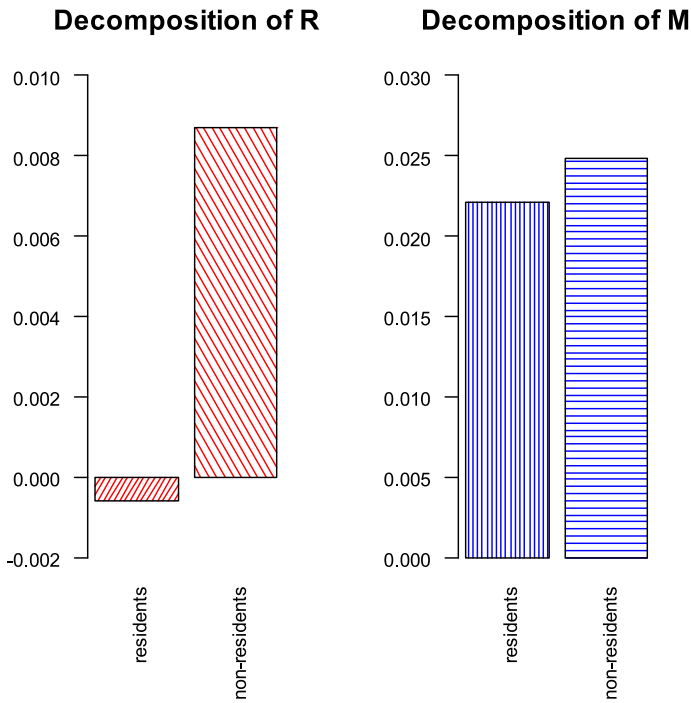 Decomposition of R
0.010
0.008
0.006
0.004
0.002
0.000
-0.002
residents
non-residents
Decomposition of M
0.030
0.025
0.020
0.015
0.010
0.005
0.000
residents
non-residents